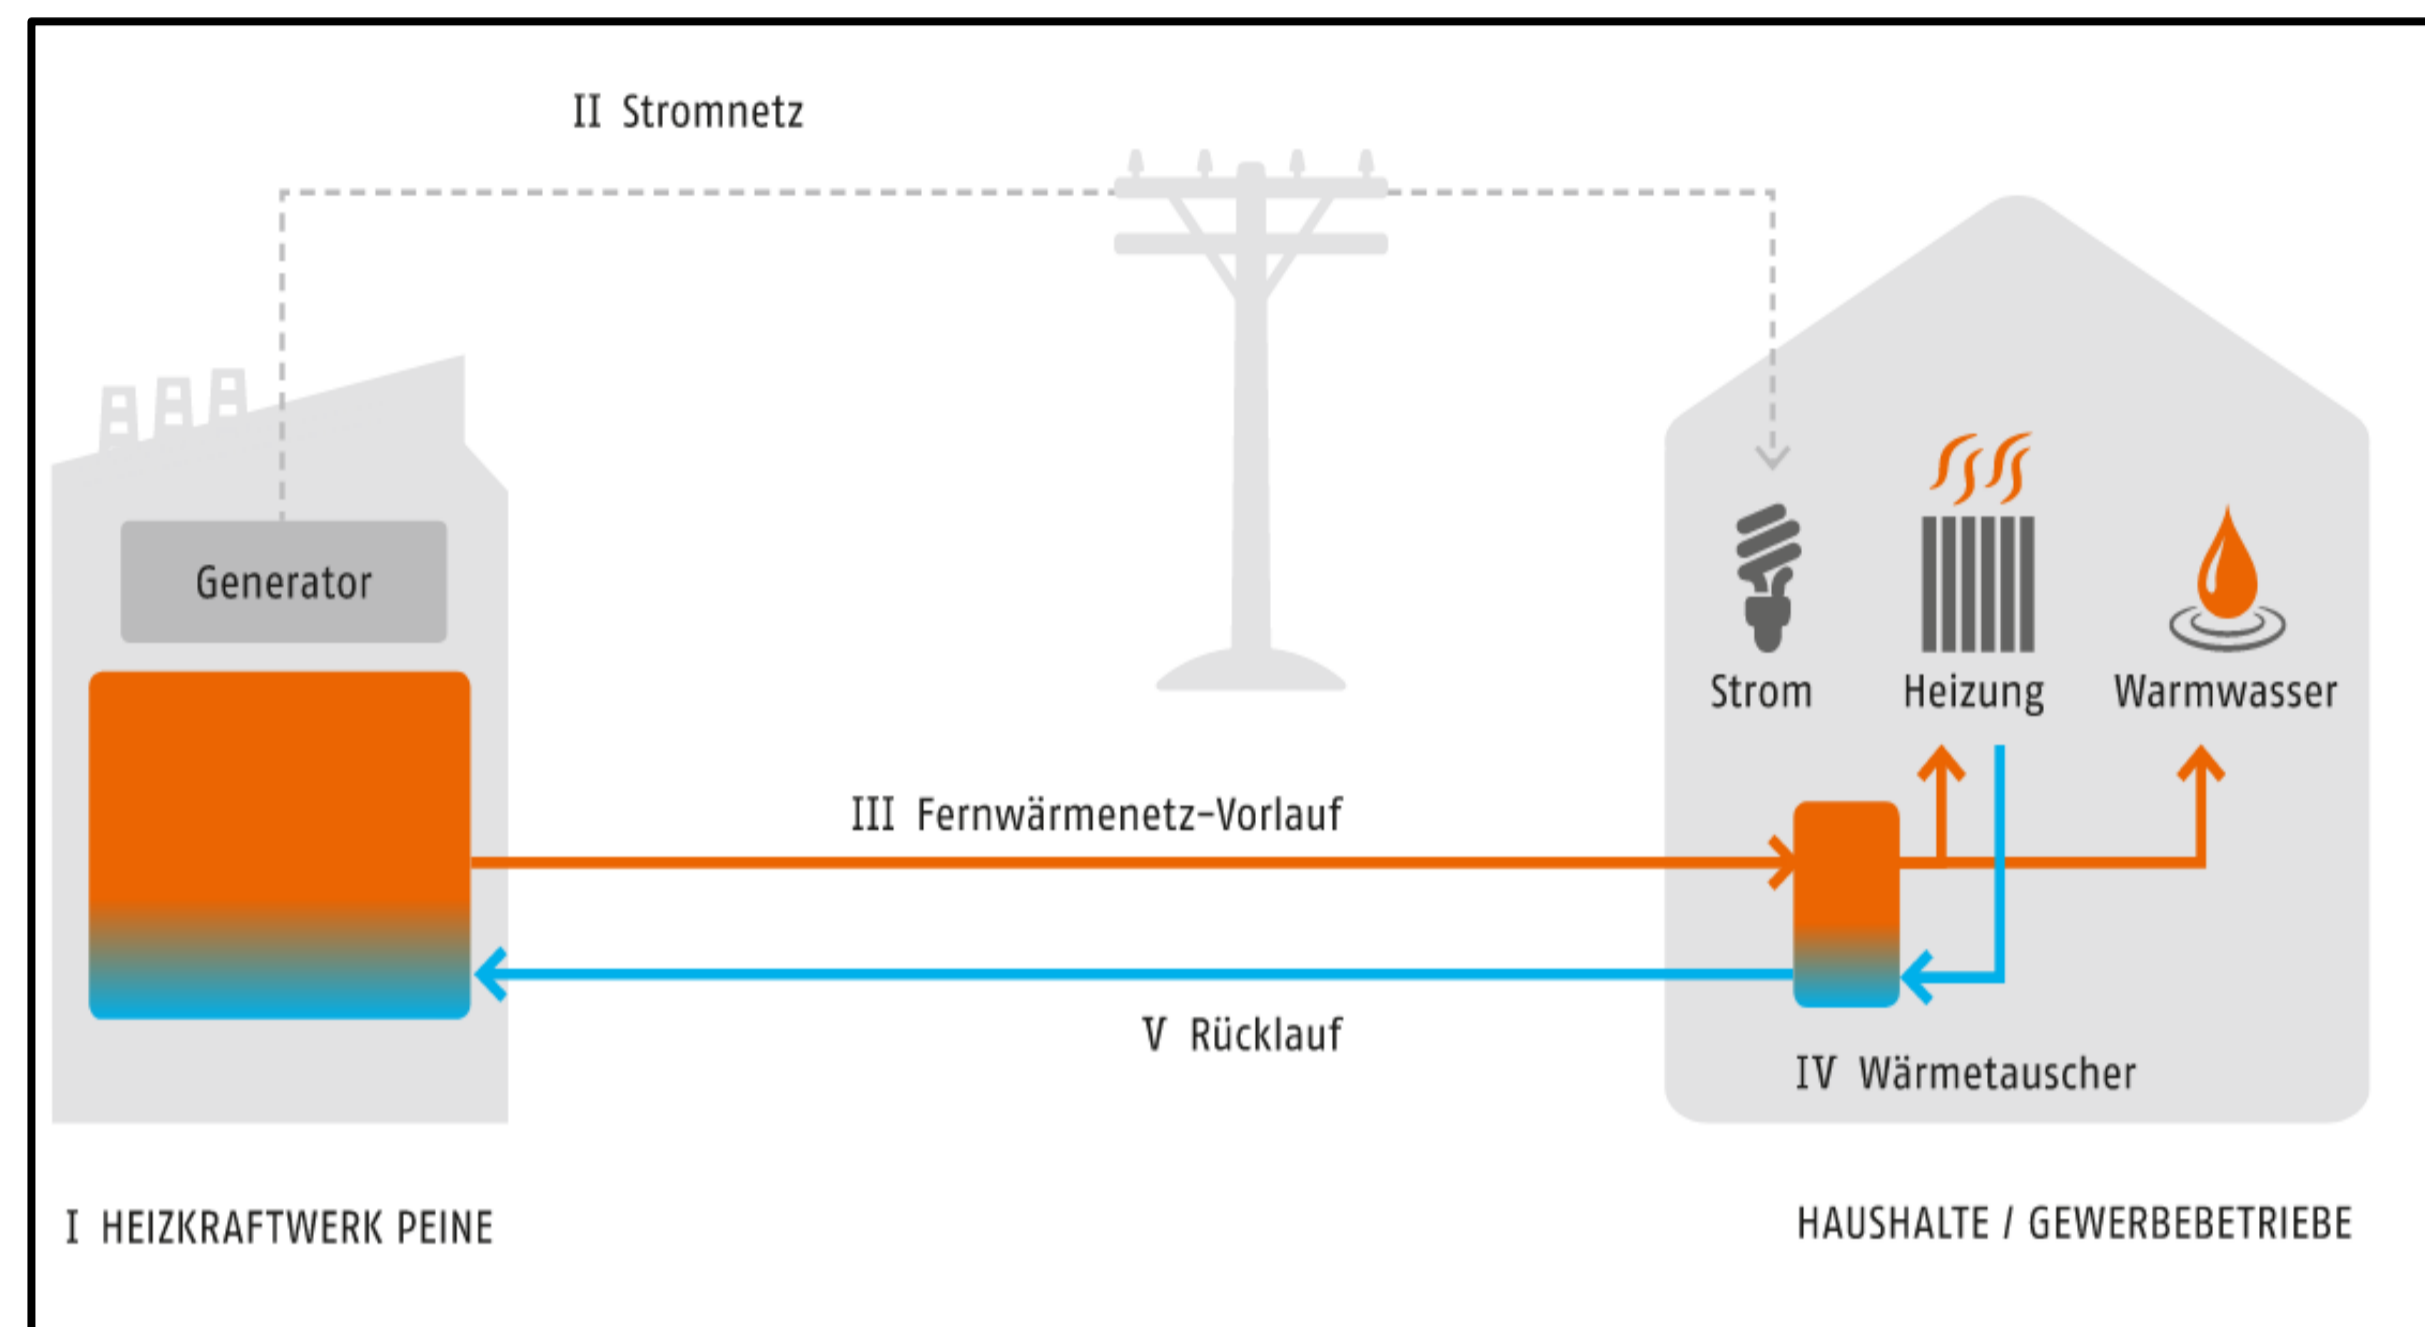 II Stromnetz
Generator
Strom
Heizung
Warmwasser
III Fernwärmenetz-Vorlauf
V Rücklauf
IV Wärmetauscher
I HEIZKRAFTWERK PEINE
HAUSHALTE / GEWERBEBETRIEBE